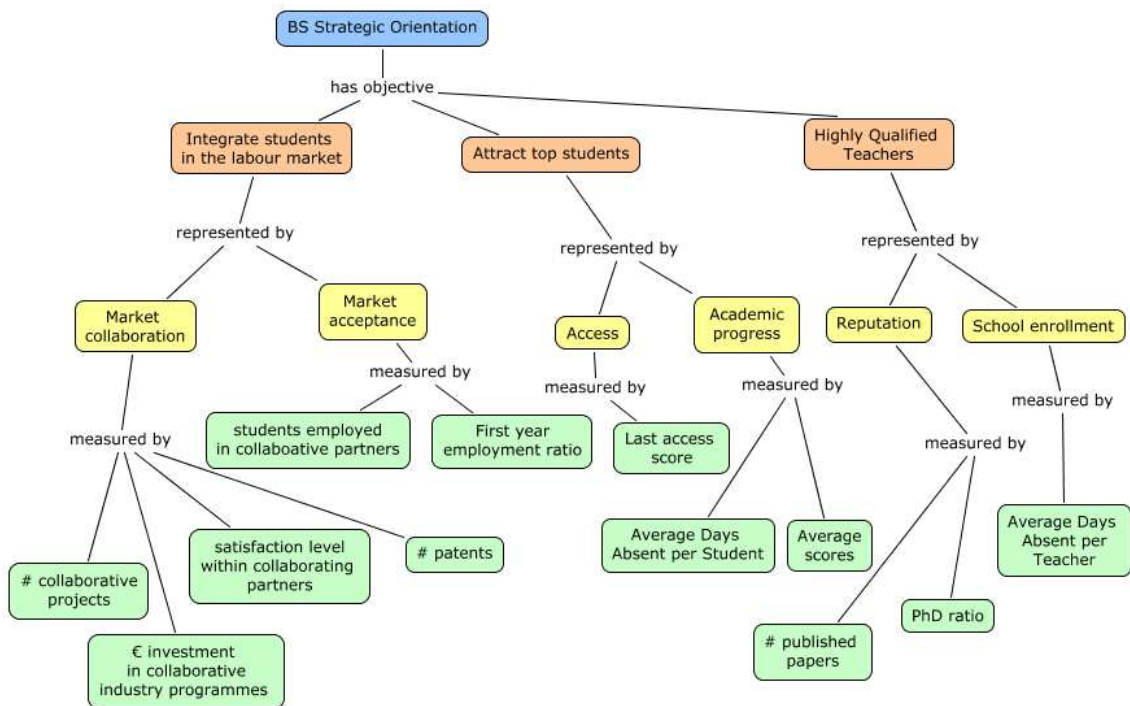 BS Strategic Orientation
has objective
Integrate students
in the labour market
Attract top students
Highly Qualified
Teachers
represented by
represented by
represented by
Market
collaboration
Market
acceptance
Access
Academic
progress
Reputation
School enrollment
measured by
measured by
measured by
measured by
measured by
measured by
students employed
in collaboative partners
First year
employment ratio
Last access
score
# collaborative
projects
satisfaction level
within collaborating
partners
# patents
Average Days
Absent per Student
Average
scores
Average Days
Absent per
Teacher
€ investment
in collaborative
industry programmes
# published
papers
PhD ratio